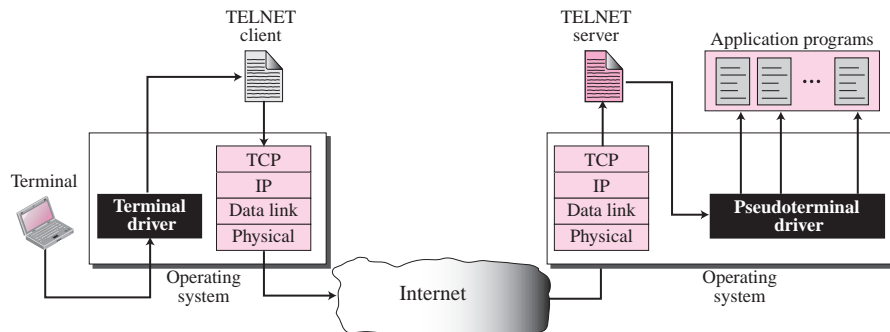 TELNET
client
TELNET
server
Application programs
...
Terminal
Terminal
driver
TCP
IP
Data link
Physical
TCP
IP
Data link
Physical
Pseudoterminal
driver
Operating
system
Internet
Operating
system